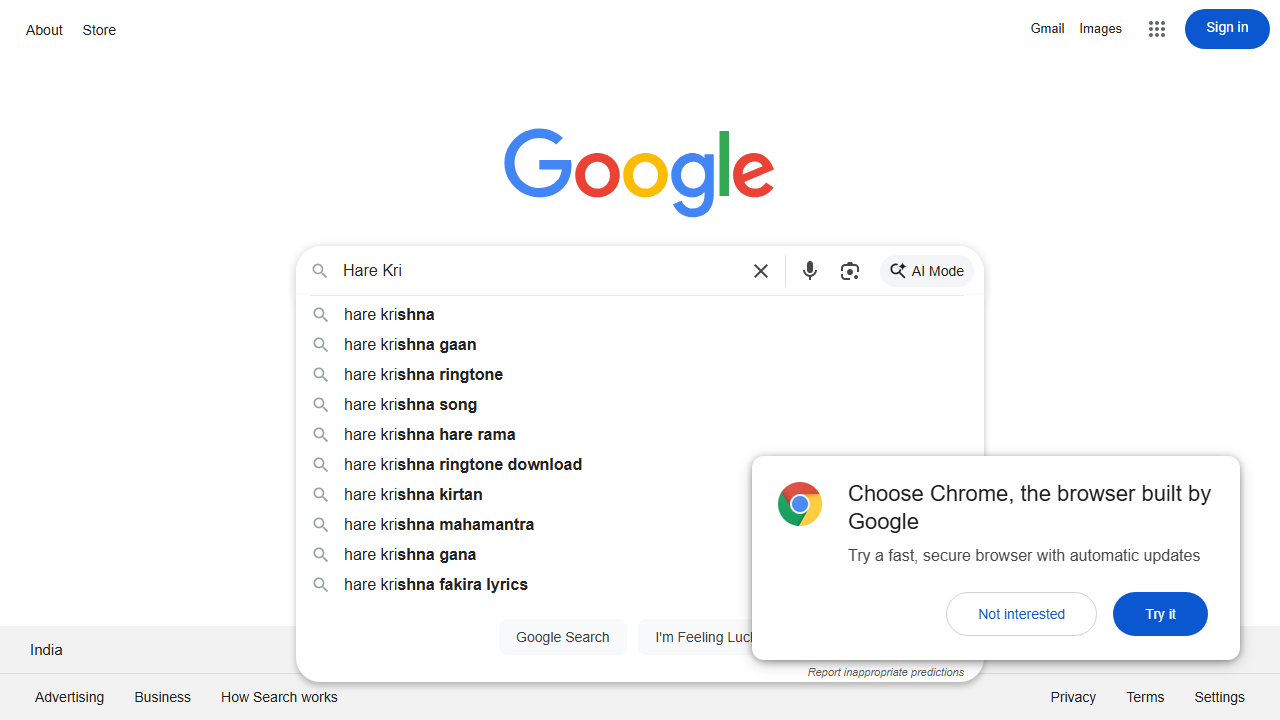 About Store
Gmail Images
Sign in
Google
Hare Kri
AI Mode
hare krishna
hare krishna gaan
hare krishna ringtone
hare krishna song
hare krishna hare rama
hare krishna ringtone download
hare krishna kirtan
hare krishna mahamantra
hare krishna gana
hare krishna fakira lyrics
Google Search
I'm Feeling
Report inappropriate predictions
Choose Chrome, the browser built by
Google
Try a fast, secure browser with automatic updates
Not interested
Try it
India
Advertising Business How Search works
Privacy Terms Settings